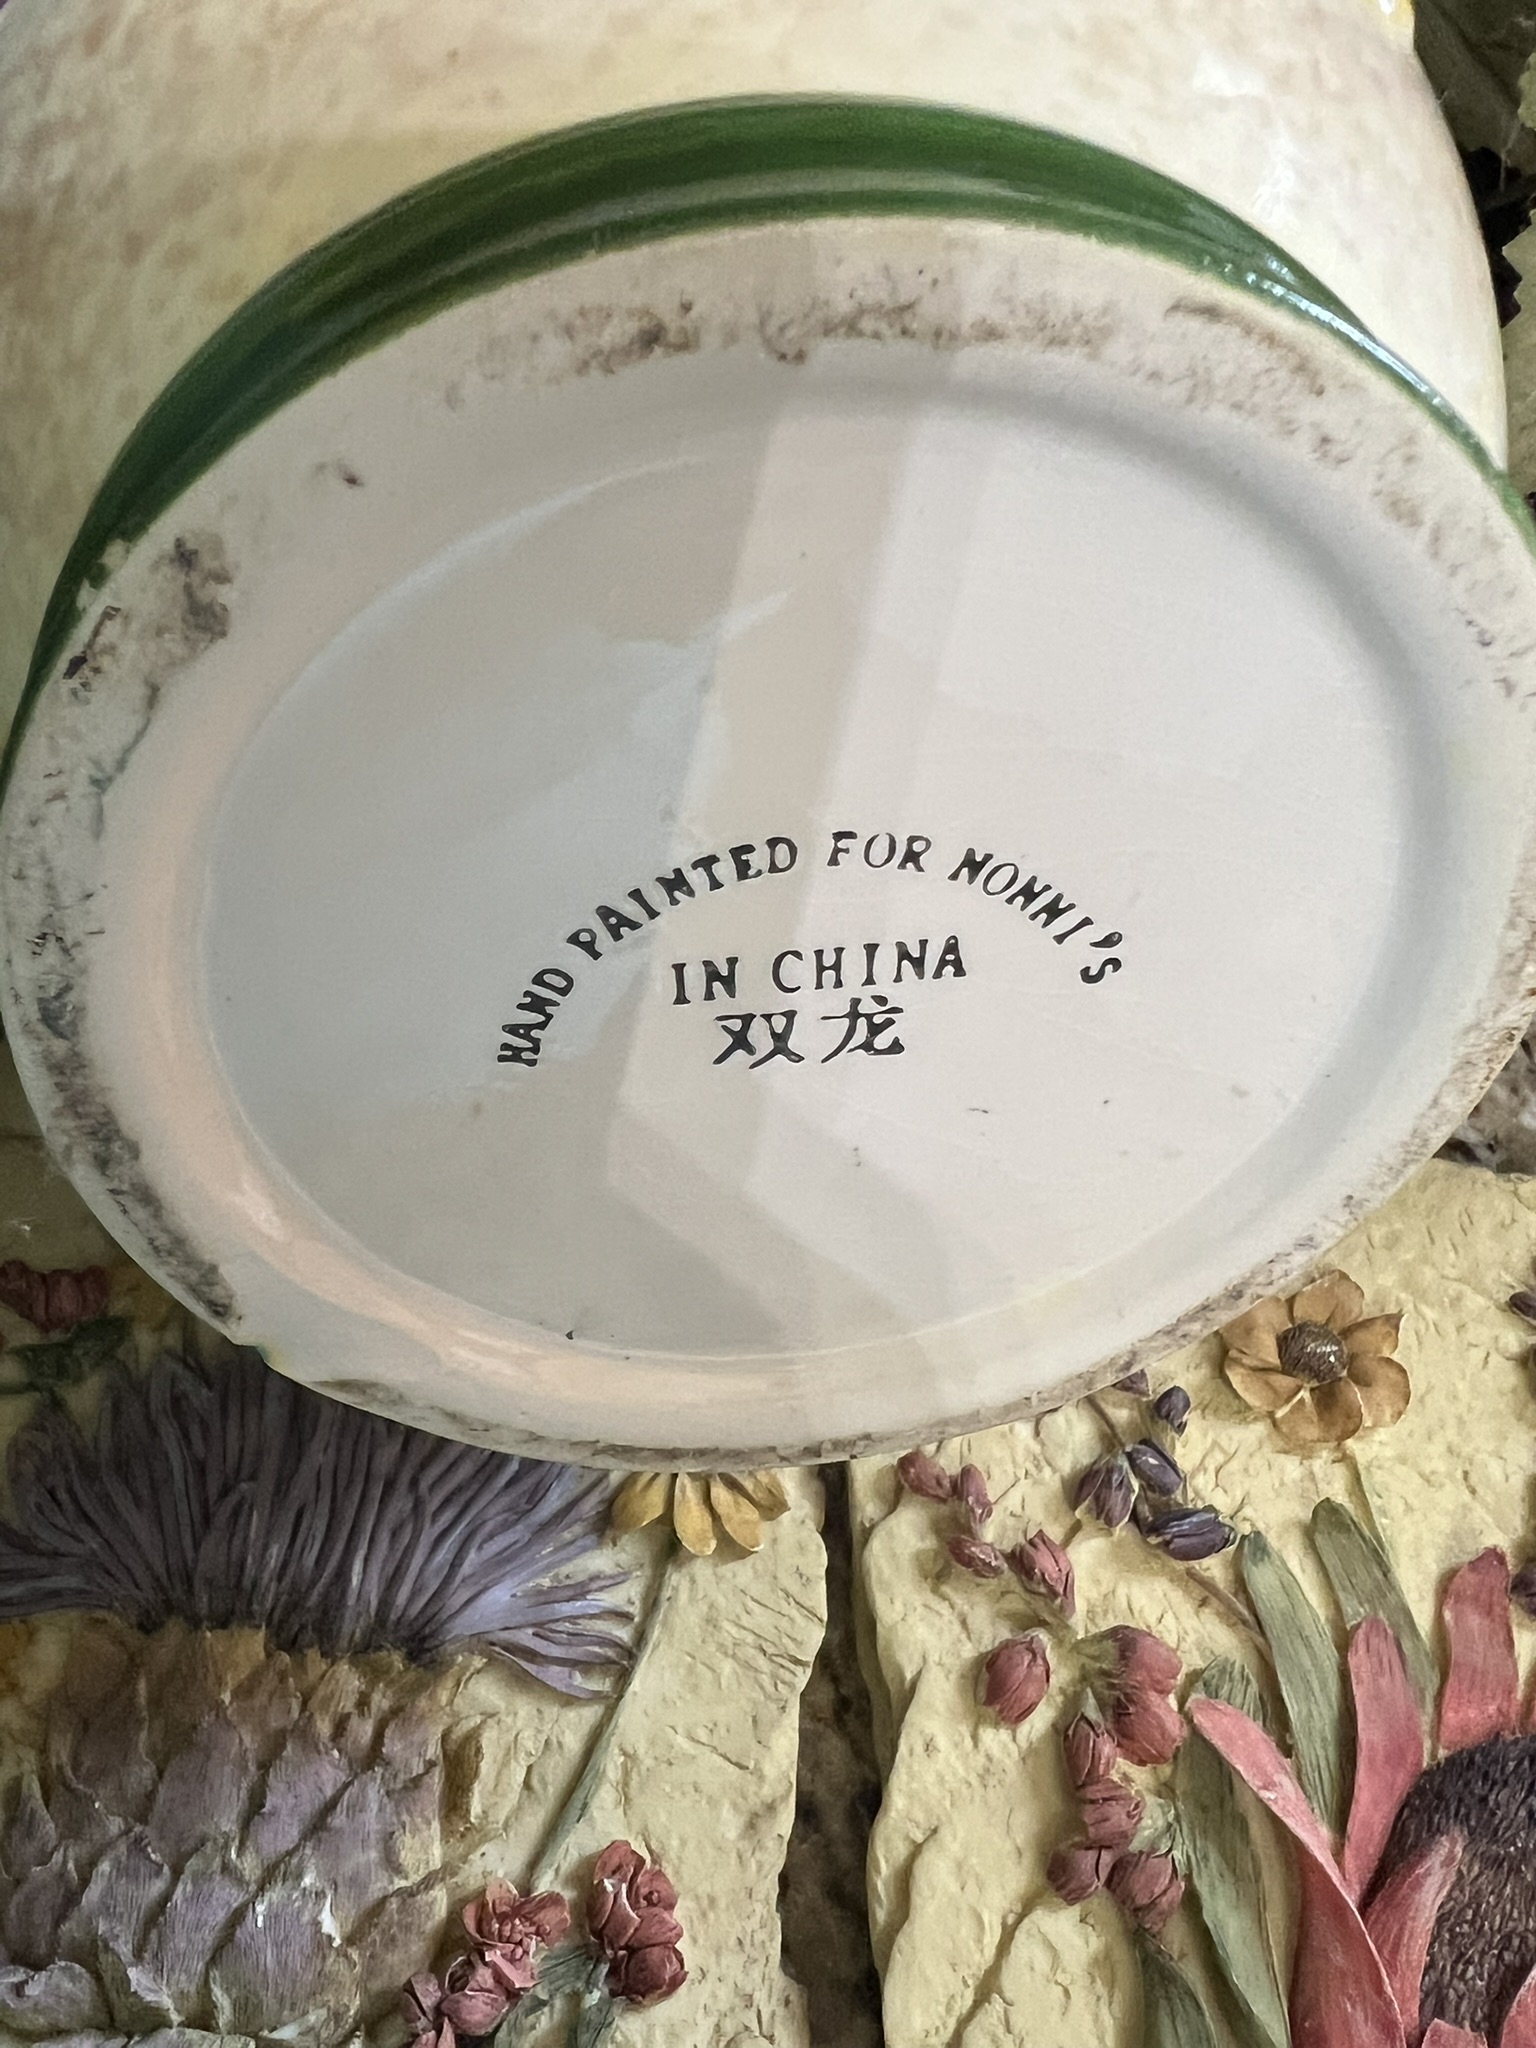 HAND PAINTED FOR NONNI'S
IN CHINA
双龙